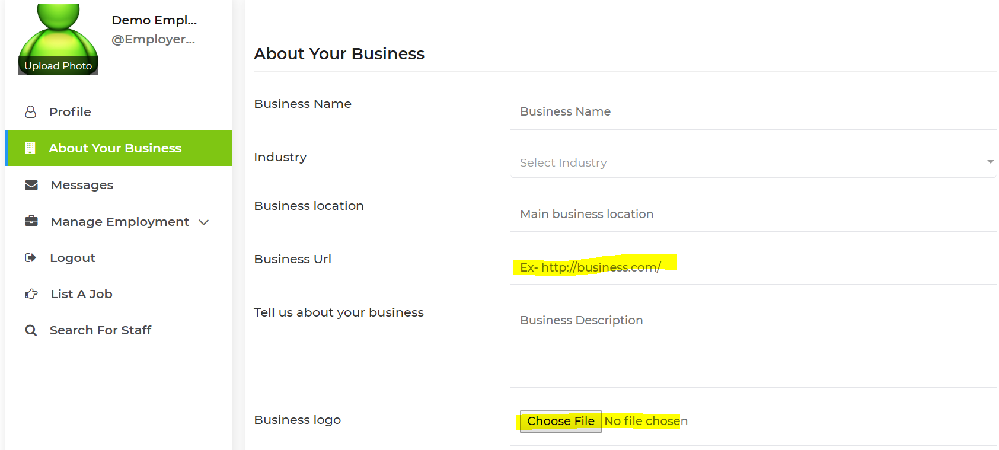 Demo Empl...
@Employer...
Upload Photo
Profile
About Your Business
Messages
Manage Employment
Logout
List A Job
Search For Staff
About Your Business
Business Name
Business Name
Industry
Select Industry
Business location
Main business location
Business Url
Ex- http://business.com/
Tell us about your business
Business Description
Business logo
Choose File No file chosen